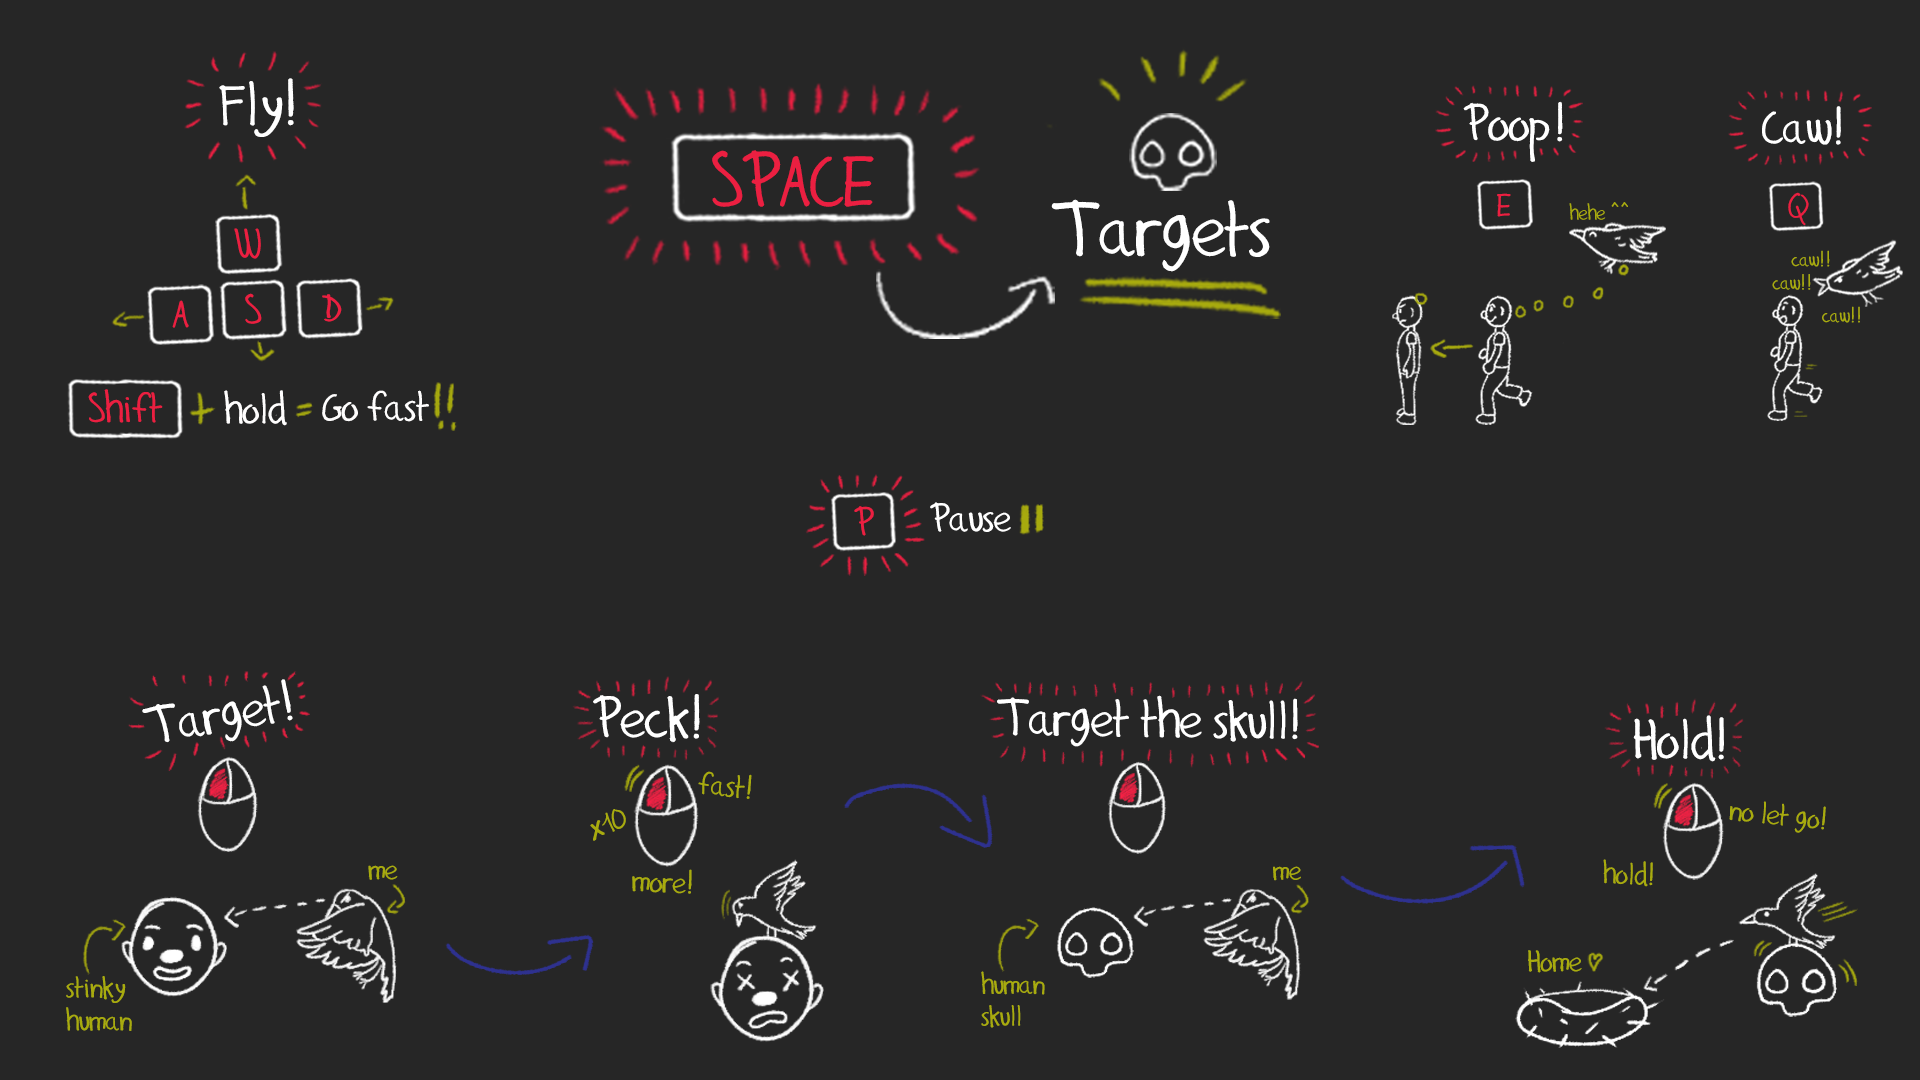 Fly!
W
A S D
Shift + hold = Go fast!!
SPACE
Targets
Poop!
E
hehe ^^
Caw!
Q
caw!!
caw!!
caw!!
P Pause
Target!
me
stinky
human
Peck!
fast!
x10
more!
Target the skull!
me
human
skull
Hold!
no let go!
hold!
Home ♡